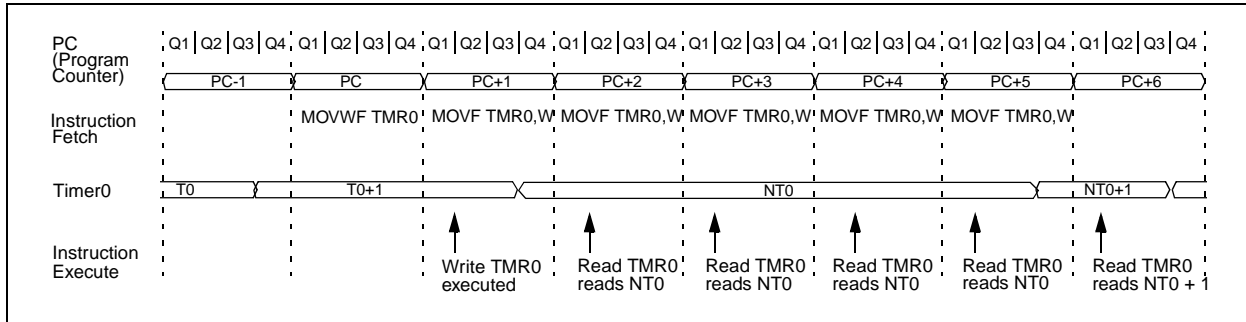 PC
(Program
Counter)
Q1 Q2 Q3 Q4 Q1 Q2 Q3 Q4 Q1 Q2 Q3 Q4 Q1 Q2 Q3 Q4 Q1 Q2 Q3 Q4 Q1 Q2 Q3 Q4 Q1 Q2 Q3 Q4 Q1 Q2 Q3 Q4
PC-1 PC PC+1 PC+2 PC+3 PC+4 PC+5 PC+6
Instruction
Fetch
MOVWF TMR0 MOVF TMR0,W MOVF TMR0,W MOVF TMR0,W MOVF TMR0,W MOVF TMR0,W
Timer0
T0 T0+1 NT0 NT0+1
Instruction
Execute
Write TMR0
executed
Read TMR0
reads NT0
Read TMR0
reads NT0
Read TMR0
reads NT0
Read TMR0
reads NT0
Read TMR0
reads NT0 + 1